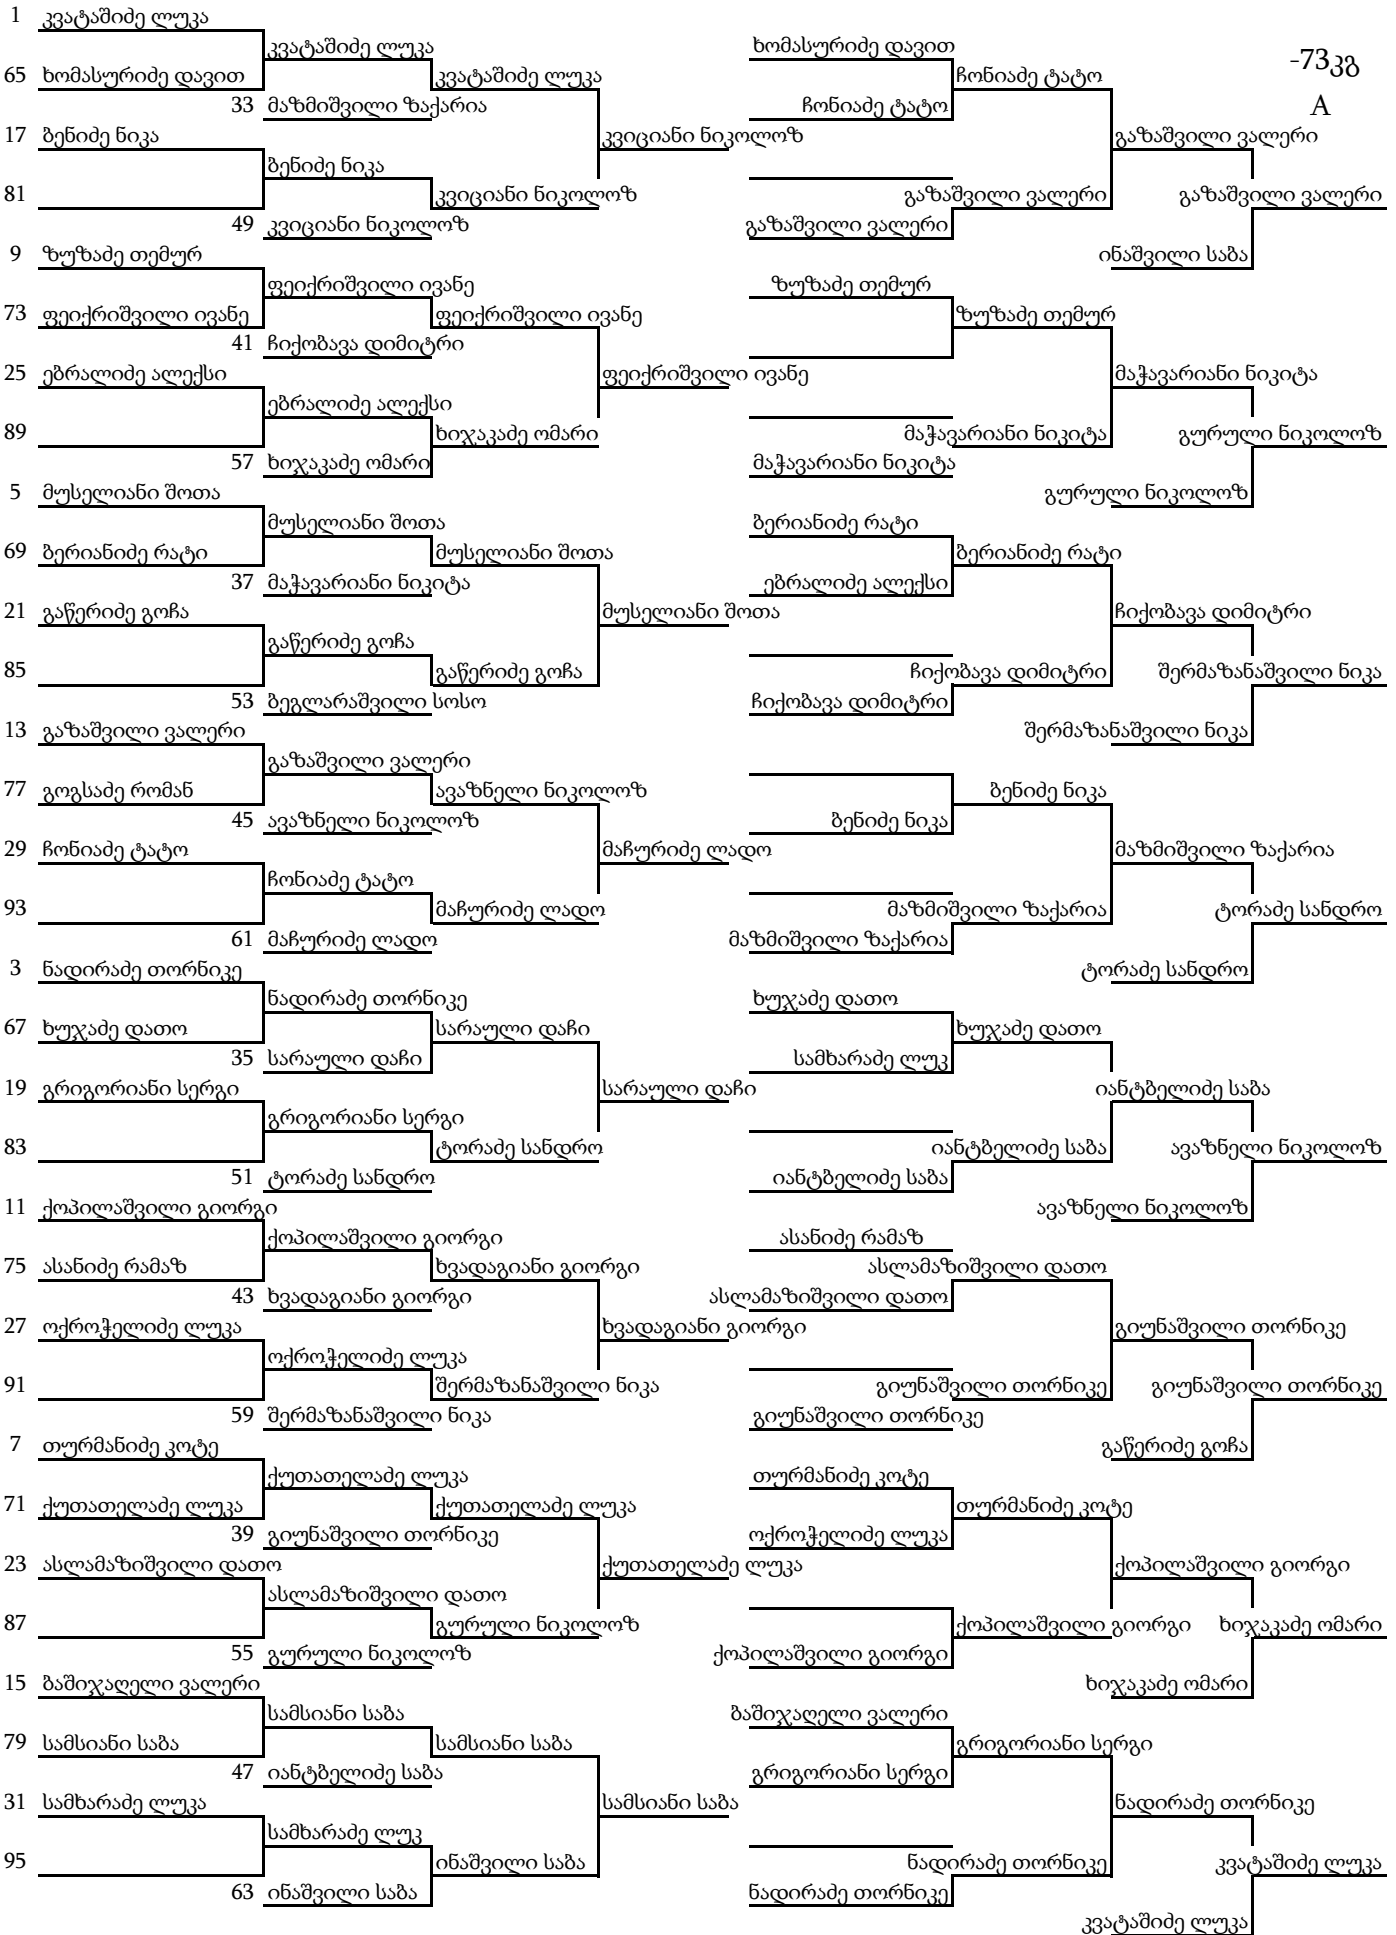 1 კვატაშიძე ლუკა
კვატაშიძე ლუკა
ხომასურიძე დავით
-73კგ
65 ხომასურიძე დავით
კვატაშიძე ლუკა
ჩონიაძე ტატო
33 მაზმიშვილი ზაქარია
ჩონიაძე ტატო
A
17 ბენიძე ნიკა
კვიციანი ნიკოლოზ
გაზაშვილი ვალერი
ბენიძე ნიკა
81
კვიციანი ნიკოლოზ
გაზაშვილი ვალერი
გაზაშვილი ვალერი
49 კვიციანი ნიკოლოზ
გაზაშვილი ვალერი
9 ზუზაძე თემურ
ინაშვილი საბა
ფეიქრიშვილი ივანე
ზუზაძე თემურ
73 ფეიქრიშვილი ივანე
ფეიქრიშვილი ივანე
ზუზაძე თემურ
41 ჩიქობავა დიმიტრი
25 ებრალიძე ალექსი
ფეიქრიშვილი ივანე
მაჭავარიანი ნიკიტა
ებრალიძე ალექსი
89
ხიჯაკაძე ომარი
მაჭავარიანი ნიკიტა
გურული ნიკოლოზ
57 ხიჯაკაძე ომარი
მაჭავარიანი ნიკიტა
5 მუსელიანი შოთა
გურული ნიკოლოზ
მუსელიანი შოთა
ბერიანიძე რატი
69 ბერიანიძე რატი
მუსელიანი შოთა
ბერიანიძე რატი
37 მაჭავარიანი ნიკიტა
ებრალიძე ალექსი
21 გაწერიძე გოჩა
მუსელიანი შოთა
ჩიქობავა დიმიტრი
გაწერიძე გოჩა
85
გაწერიძე გოჩა
ჩიქობავა დიმიტრი
შერმაზანაშვილი ნიკა
53 ბეგლარაშვილი სოსო
ჩიქობავა დიმიტრი
13 გაზაშვილი ვალერი
შერმაზანაშვილი ნიკა
გაზაშვილი ვალერი
77 გოგსაძე რომან
ავაზნელი ნიკოლოზ
ბენიძე ნიკა
45 ავაზნელი ნიკოლოზ
ბენიძე ნიკა
29 ჩონიაძე ტატო
მაჩურიძე ლადო
მაზმიშვილი ზაქარია
ჩონიაძე ტატო
93
მაჩურიძე ლადო
მაზმიშვილი ზაქარია
ტორაძე სანდრო
61 მაჩურიძე ლადო
მაზმიშვილი ზაქარია
3 ნადირაძე თორნიკე
ტორაძე სანდრო
ნადირაძე თორნიკე
ხუჯაძე დათო
67 ხუჯაძე დათო
სარაული დაჩი
ხუჯაძე დათო
35 სარაული დაჩი
სამხარაძე ლუკ
19 გრიგორიანი სერგი
სარაული დაჩი
იანტბელიძე საბა
გრიგორიანი სერგი
83
ტორაძე სანდრო
იანტბელიძე საბა
ავაზნელი ნიკოლოზ
51 ტორაძე სანდრო
იანტბელიძე საბა
11 ქოპილაშვილი გიორგი
ავაზნელი ნიკოლოზ
ქოპილაშვილი გიორგი
ასანიძე რამაზ
75 ასანიძე რამაზ
ხვადაგიანი გიორგი
ასლამაზიშვილი დათო
43 ხვადაგიანი გიორგი
ასლამაზიშვილი დათო
27 ოქროჭელიძე ლუკა
ხვადაგიანი გიორგი
გიუნაშვილი თორნიკე
ოქროჭელიძე ლუკა
91
შერმაზანაშვილი ნიკა
გიუნაშვილი თორნიკე
გიუნაშვილი თორნიკე
59 შერმაზანაშვილი ნიკა
გიუნაშვილი თორნიკე
7 თურმანიძე კოტე
გაწერიძე გოჩა
ქუთათელაძე ლუკა
თურმანიძე კოტე
71 ქუთათელაძე ლუკა
ქუთათელაძე ლუკა
თურმანიძე კოტე
39 გიუნაშვილი თორნიკე
ოქროჭელიძე ლუკა
23 ასლამაზიშვილი დათო
ქუთათელაძე ლუკა
ქოპილაშვილი გიორგი
ასლამაზიშვილი დათო
87
გურული ნიკოლოზ
ქოპილაშვილი გიორგი
ხიჯაკაძე ომარი
55 გურული ნიკოლოზ
ქოპილაშვილი გიორგი
15 ბაშიჯაღელი ვალერი
ხიჯაკაძე ომარი
სამსიანი საბა
ბაშიჯაღელი ვალერი
79 სამსიანი საბა
სამსიანი საბა
გრიგორიანი სერგი
47 იანტბელიძე საბა
გრიგორიანი სერგი
31 სამხარაძე ლუკა
სამსიანი საბა
ნადირაძე თორნიკე
სამხარაძე ლუკ
95
ინაშვილი საბა
ნადირაძე თორნიკე
კვატაშიძე ლუკა
63 ინაშვილი საბა
ნადირაძე თორნიკე
კვატაშიძე ლუკა